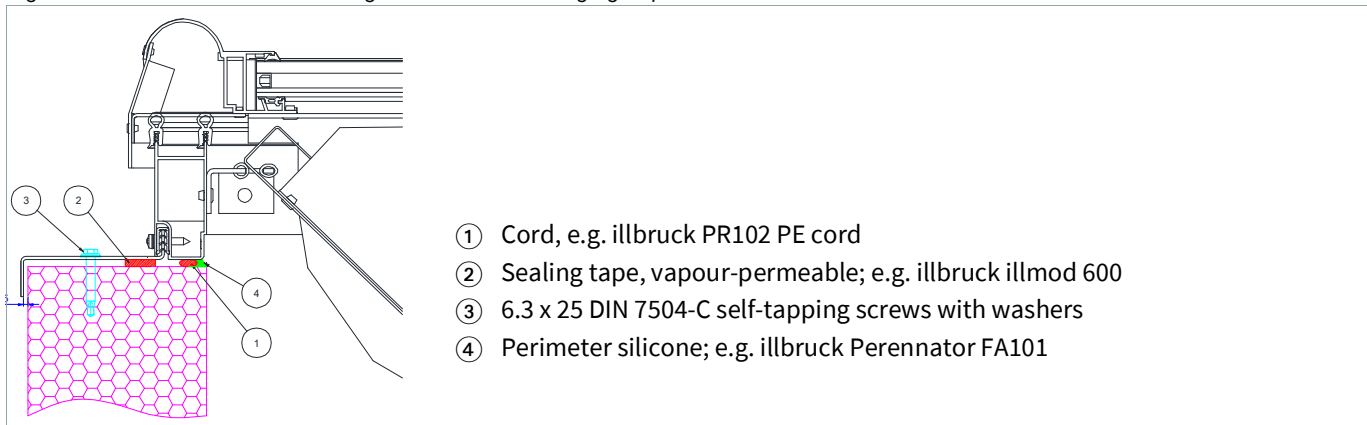 3
2
4
1
① Cord, e.g. illbruck PR102 PE cord
② Sealing tape, vapour-permeable; e.g. illbruck illmod 600
③ 6.3 x 25 DIN 7504-C self-tapping screws with washers
④ Perimeter silicone; e.g. illbruck Perennator FA101